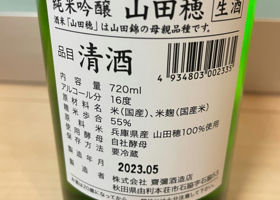 純米吟醸 山田穂 生酒
酒米「山田穂」は山田錦の母親品種です。
品目 清酒
4 934803 002335
内容量 720ml
アルコール分 16度
原材料名 米(国産)、米麹(国産米)
精米歩合 55%
原料米 兵庫県産 山田穂100%使用
使用酵母 自社酵母
保存方法 要冷蔵
製造年月 2023.05
製造者 株式会社 齋彌酒造店
秋田県由利本荘市石脇字石脇53